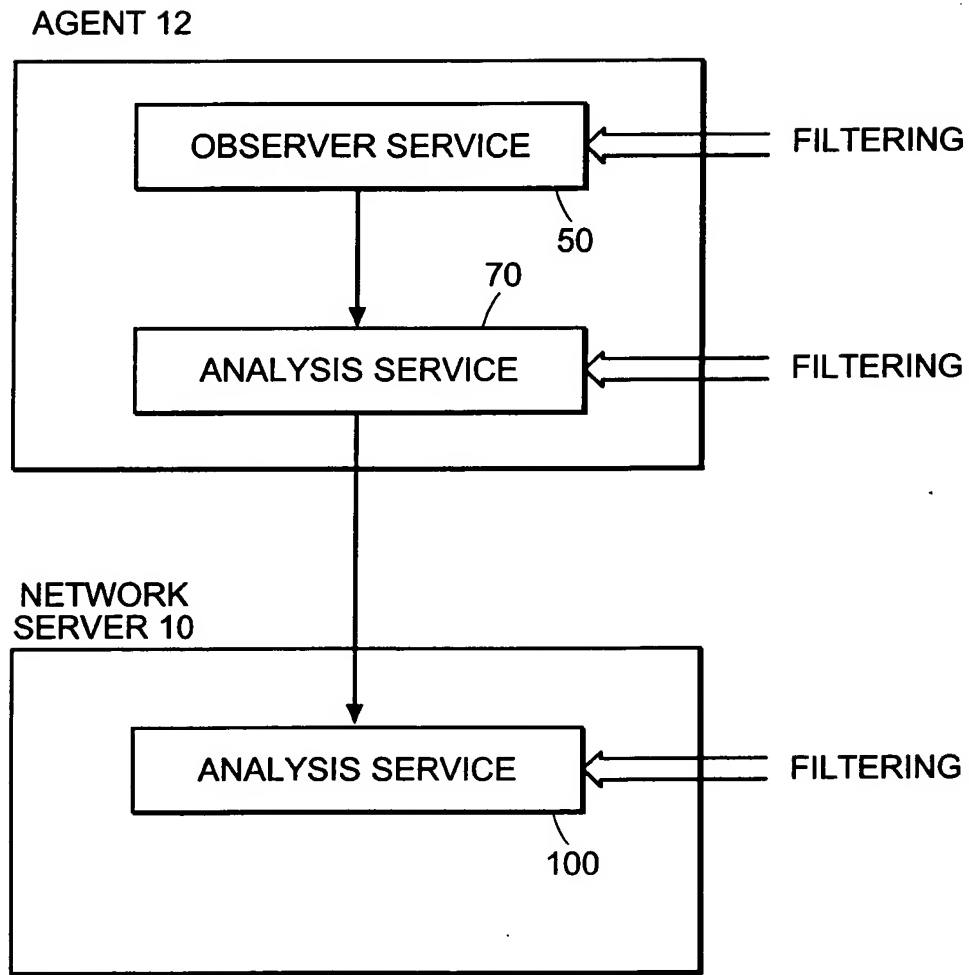 AGENT 12
OBSERVER SERVICE
FILTERING
50
70
ANALYSIS SERVICE
FILTERING
NETWORK
SERVER 10
ANALYSIS SERVICE
FILTERING
100